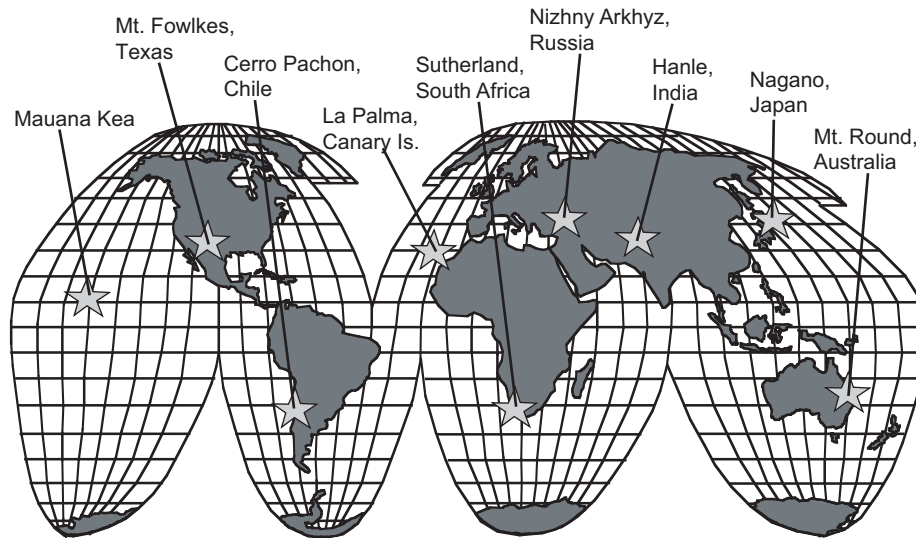 Mt. Fowlkes,
Texas
Cerro Pachon,
Chile
Mauana Kea
La Palma,
Canary Is.
Sutherland,
South Africa
Nizhny Arkhyz,
Russia
Hanle,
India
Nagano,
Japan
Mt. Round,
Australia